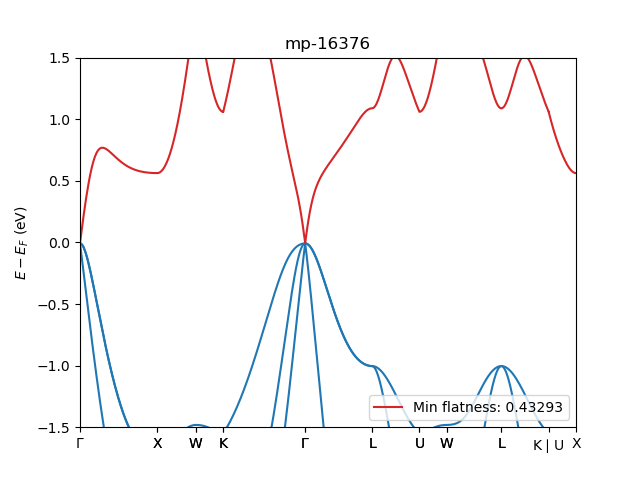 mp-16376
E − E_F (eV)
1.5
1.0
0.5
0.0
−0.5
−1.0
−1.5
Min flatness: 0.43293
Γ X W K Γ L U W L K | U X